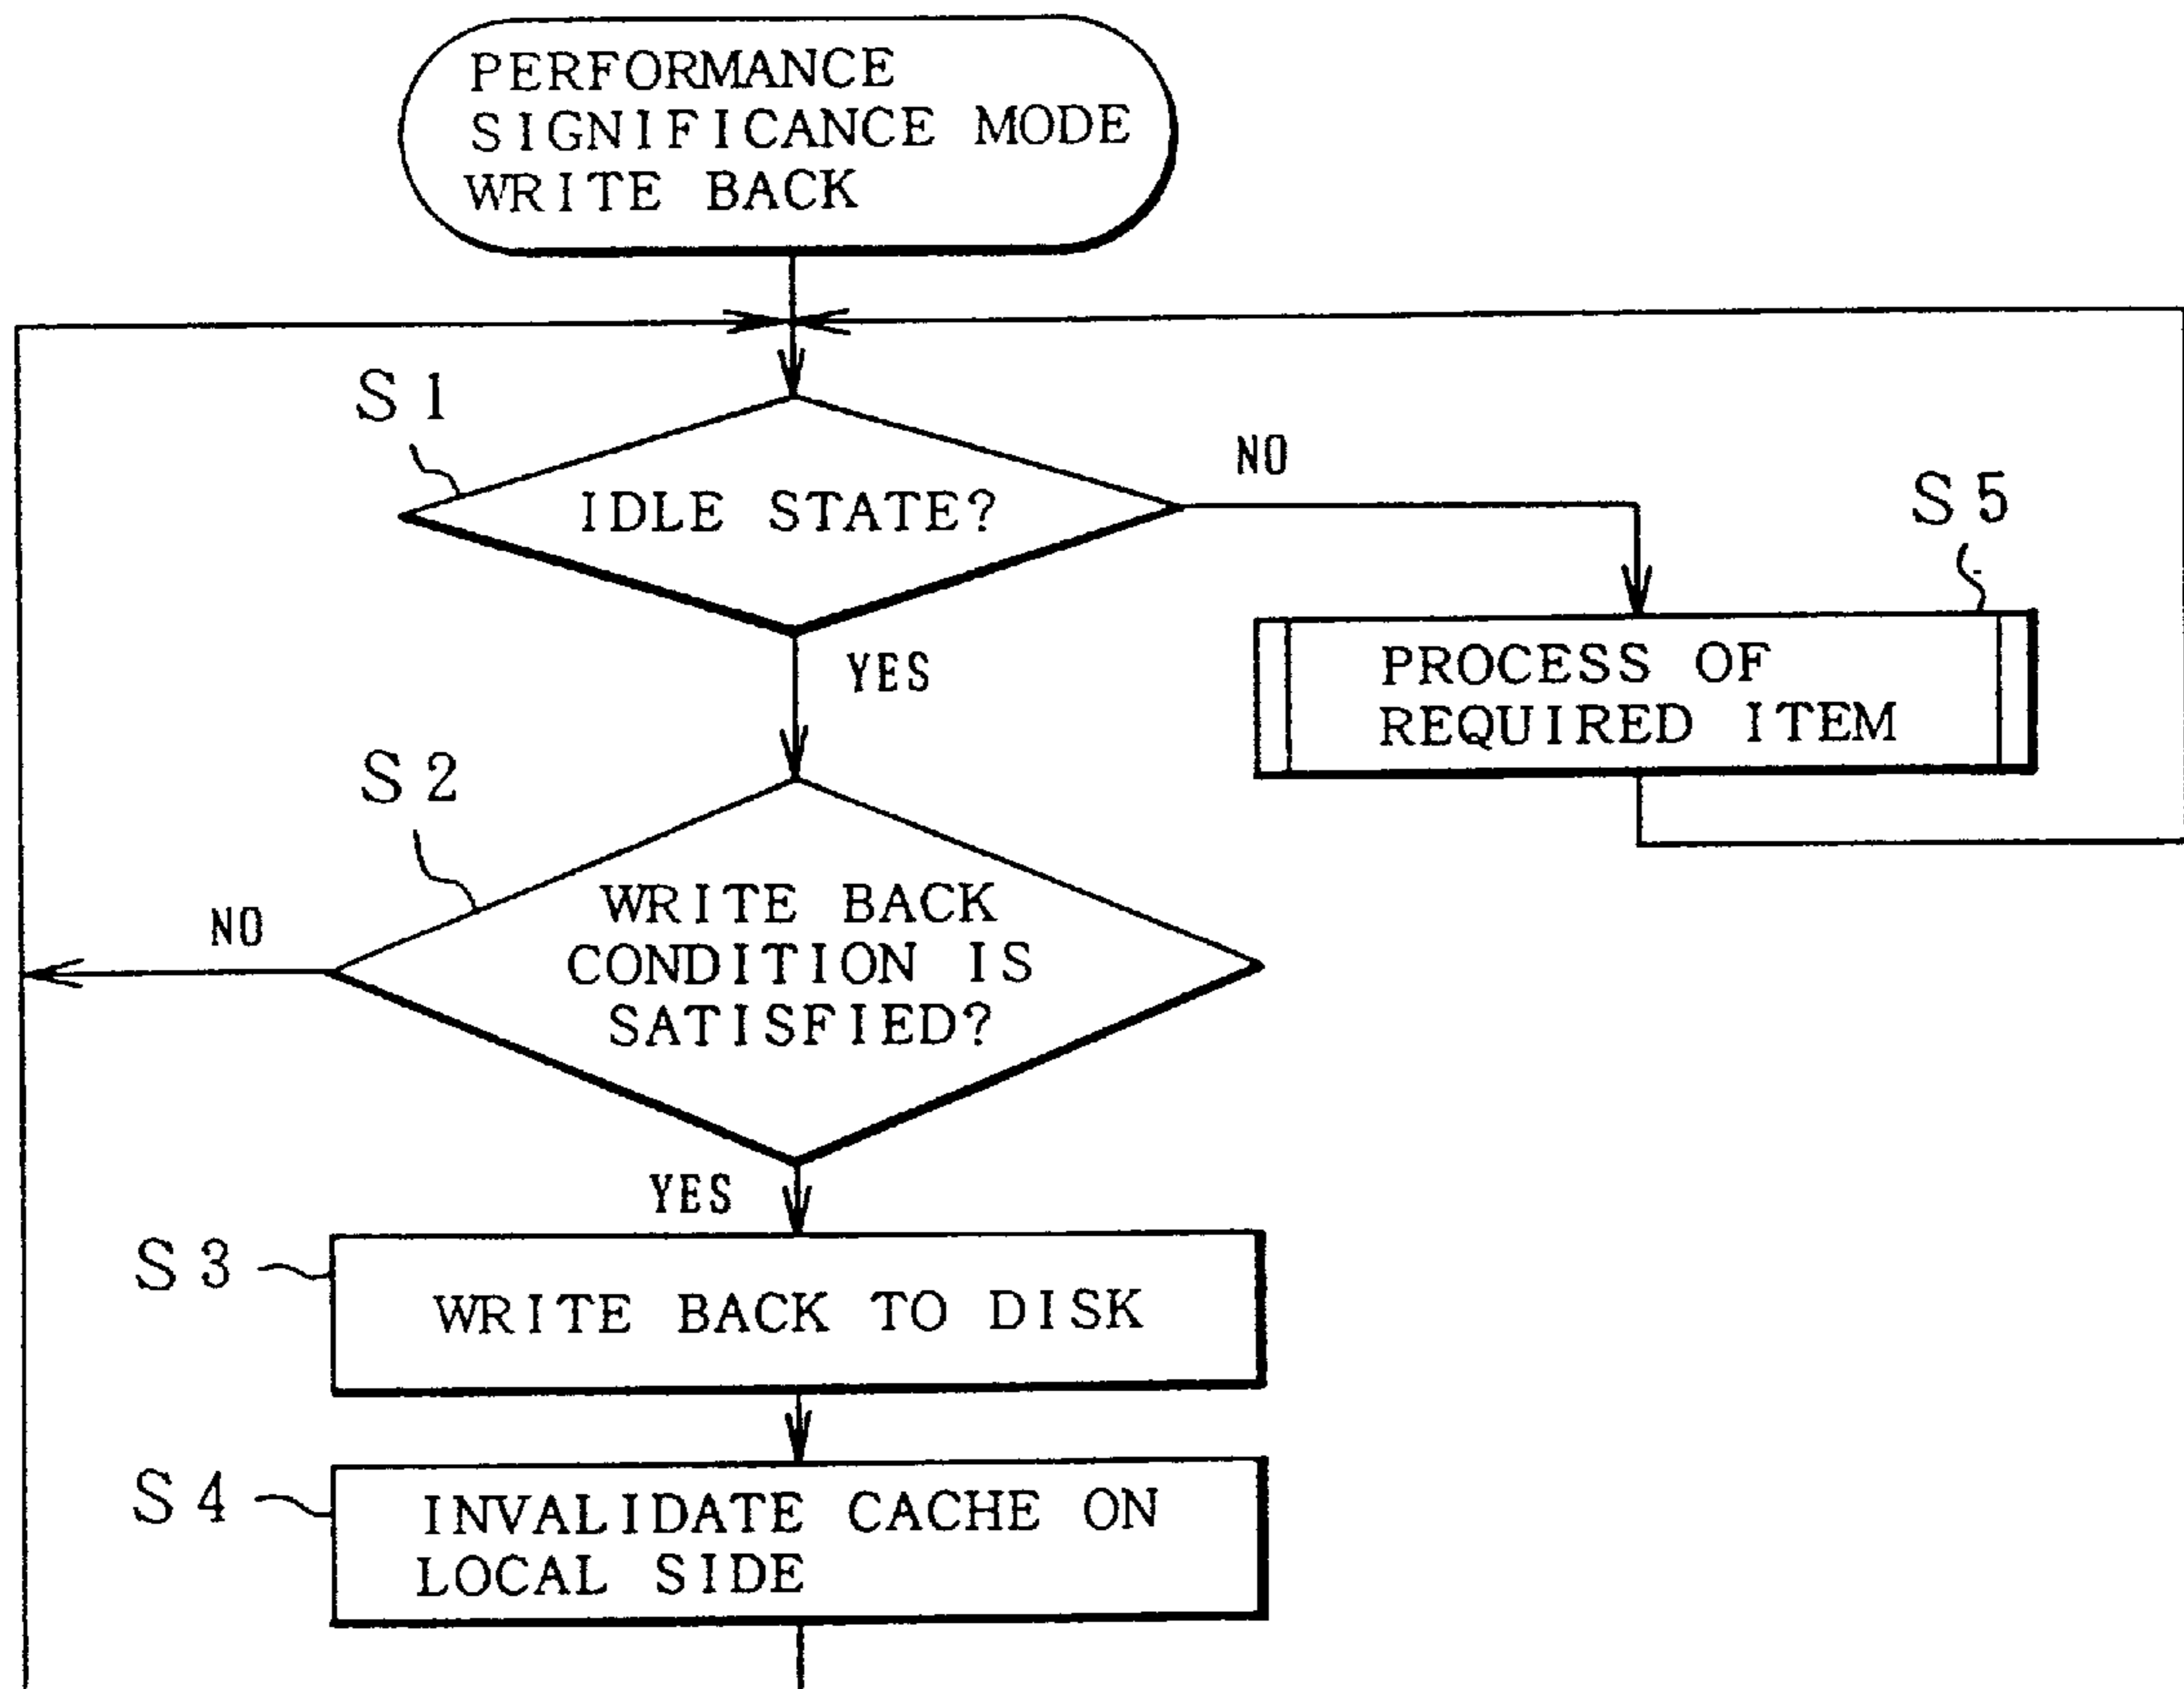 PERFORMANCE
SIGNIFICANCE MODE
WRITE BACK
S1
IDLE STATE?
NO
S5
YES
PROCESS OF
REQUIRED ITEM
S2
NO
WRITE BACK
CONDITION IS
SATISFIED?
YES
S3
WRITE BACK TO DISK
S4
INVALIDATE CACHE ON
LOCAL SIDE